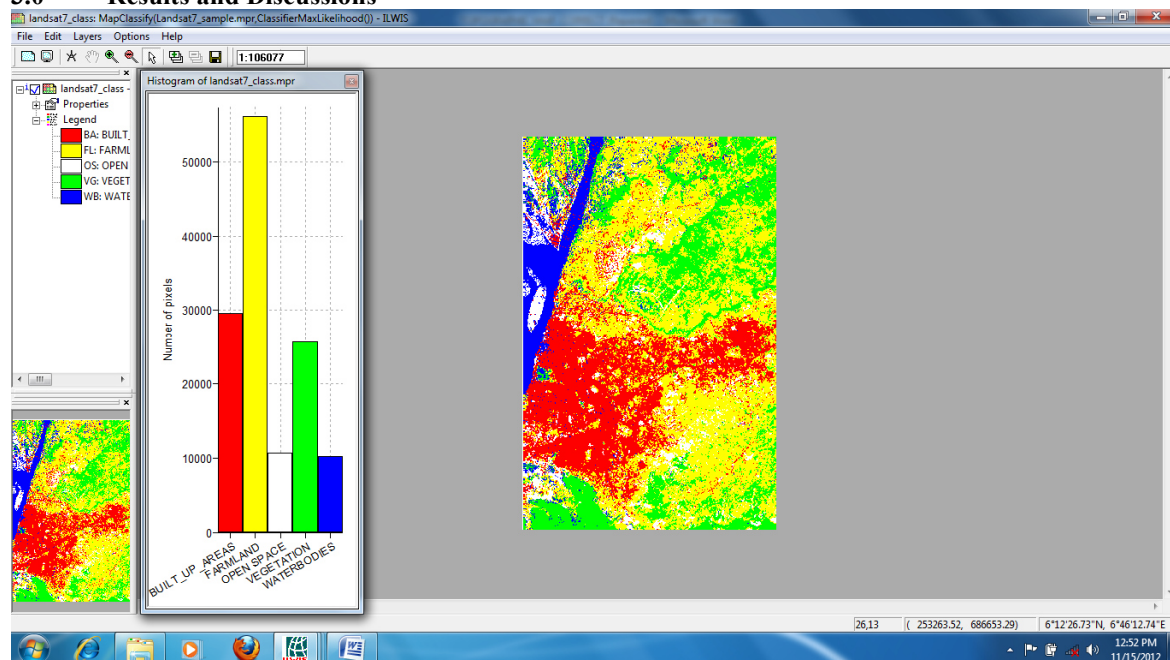 Results and Discussions
landsat7_class: MapClassify(Landsat7_sample.mpr,ClassifierMaxLikelihood()) - ILWIS
File Edit Layers Options Help
1:106077
landsat7_class -
Properties
Legend
BA: BUILT_
FL: FARML
OS: OPEN
VG: VEGET
WB: WATE
Histogram of landsat7_class.mpr
Number of pixels
50000
40000
30000
20000
10000
0
BUILT_UP_AREAS
FARMLAND
OPEN SPACE
VEGETATION
WATERBODIES
26,13
( 253263.52, 686653.29)
6°12'26.73"N, 6°46'12.74"E
12:52 PM
11/15/2012